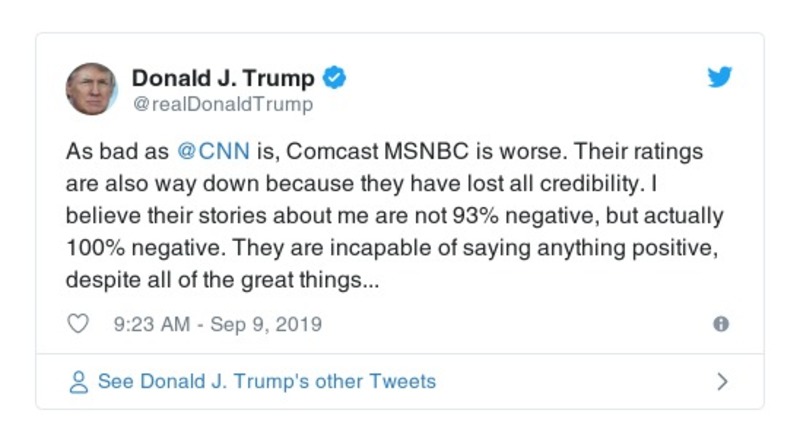 Donald J. Trump
@realDonaldTrump
As bad as @CNN is, Comcast MSNBC is worse. Their ratings
are also way down because they have lost all credibility. I
believe their stories about me are not 93% negative, but actually
100% negative. They are incapable of saying anything positive,
despite all of the great things...
9:23 AM - Sep 9, 2019
See Donald J. Trump's other Tweets